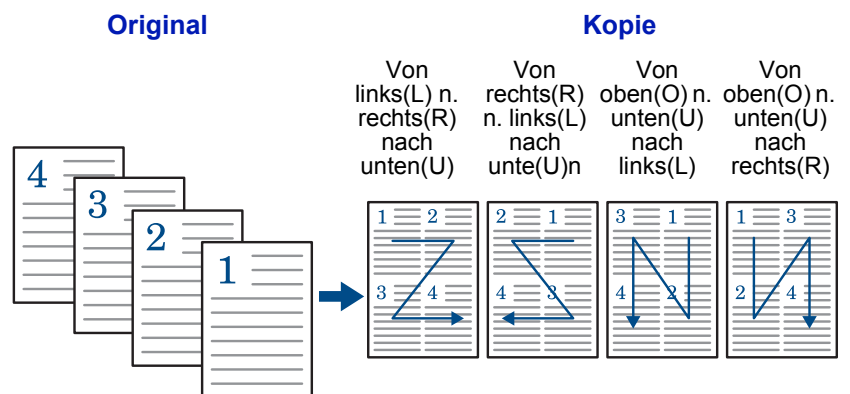 Original
Kopie
Von
links(L) n.
rechts(R)
nach
unten(U)
Von
rechts(R)
n. links(L)
nach
unte(U)n
Von
oben(O) n.
unten(U)
nach
links(L)
Von
oben(O) n.
unten(U)
nach
rechts(R)
4
3
2
1
1 2
3 4
2 1
4 3
3 1
4 2
1 3
2 4